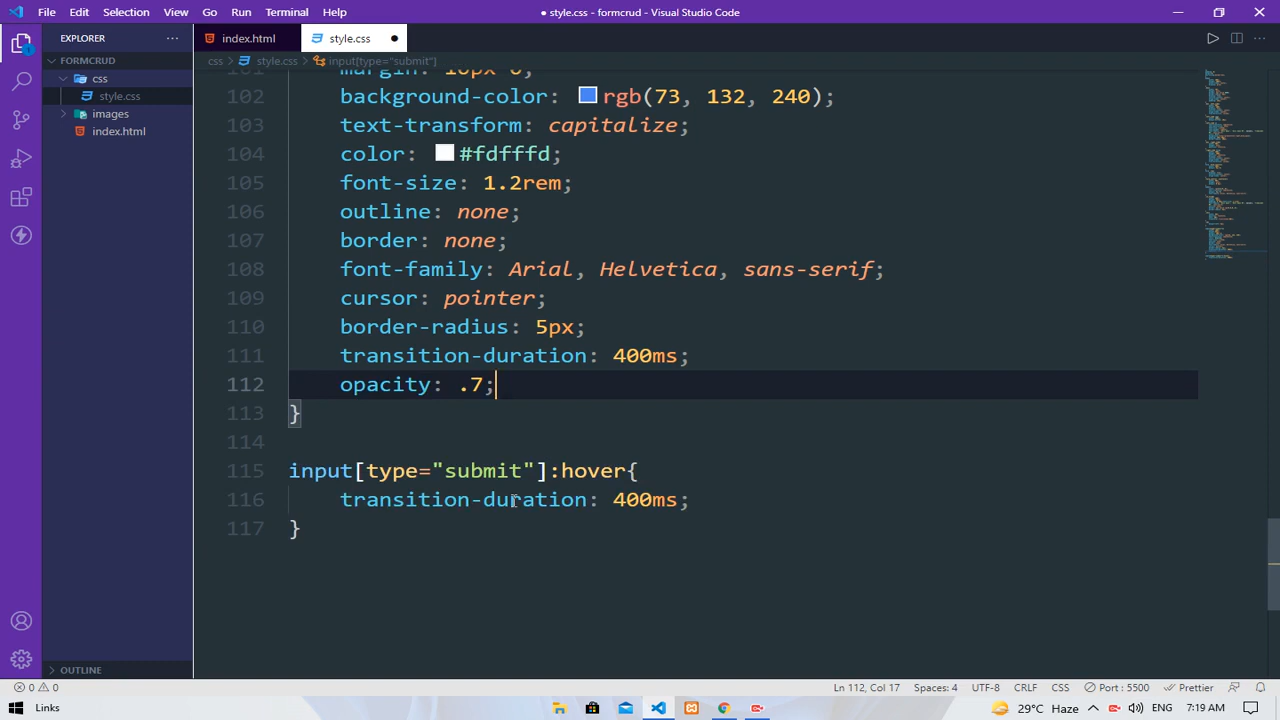 File Edit Selection View Go Run Terminal Help
● style.css - formcrud - Visual Studio Code
EXPLORER
index.html
style.css
FORMCRUD
css > style.css > input[type="submit"]
css
style.css
images
index.html
101 margin: 10px 0;
102 background-color: rgb(73, 132, 240);
103 text-transform: capitalize;
104 color: #fdfffd;
105 font-size: 1.2rem;
106 outline: none;
107 border: none;
108 font-family: Arial, Helvetica, sans-serif;
109 cursor: pointer;
110 border-radius: 5px;
111 transition-duration: 400ms;
112 opacity: .7;
113 }
114
115 input[type="submit"]:hover{
116 transition-duration: 400ms;
117 }
OUTLINE
0 0
Ln 112, Col 17 Spaces: 4 UTF-8 CRLF CSS Port : 5500 Prettier
Links
29°C Haze ENG 7:19 AM